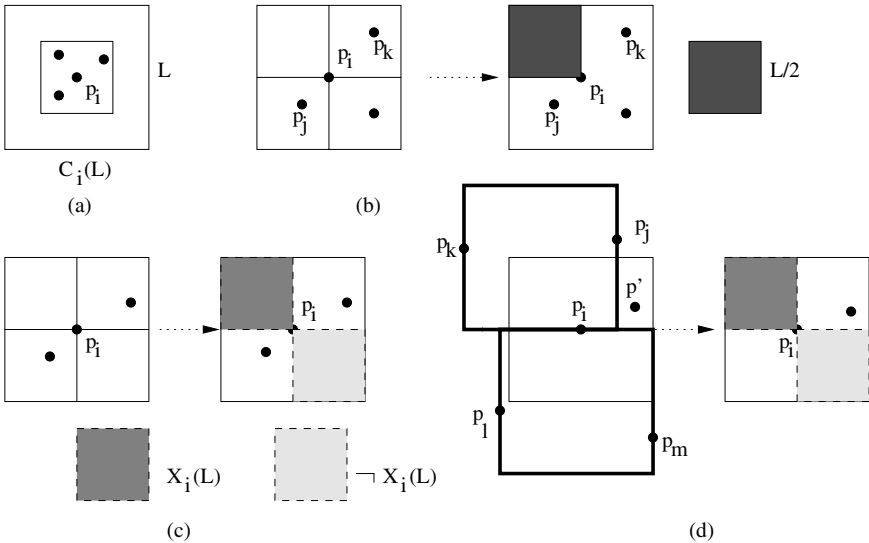 L
p_i
C_i(L)
(a)
p_i
p_k
p_j
(b)
p_k
p_i
p_j
L/2
p_i
p_i
X_i(L)
¬ X_i(L)
(c)
p_k
p_j
p'
p_i
p_l
p_m
p_i
(d)